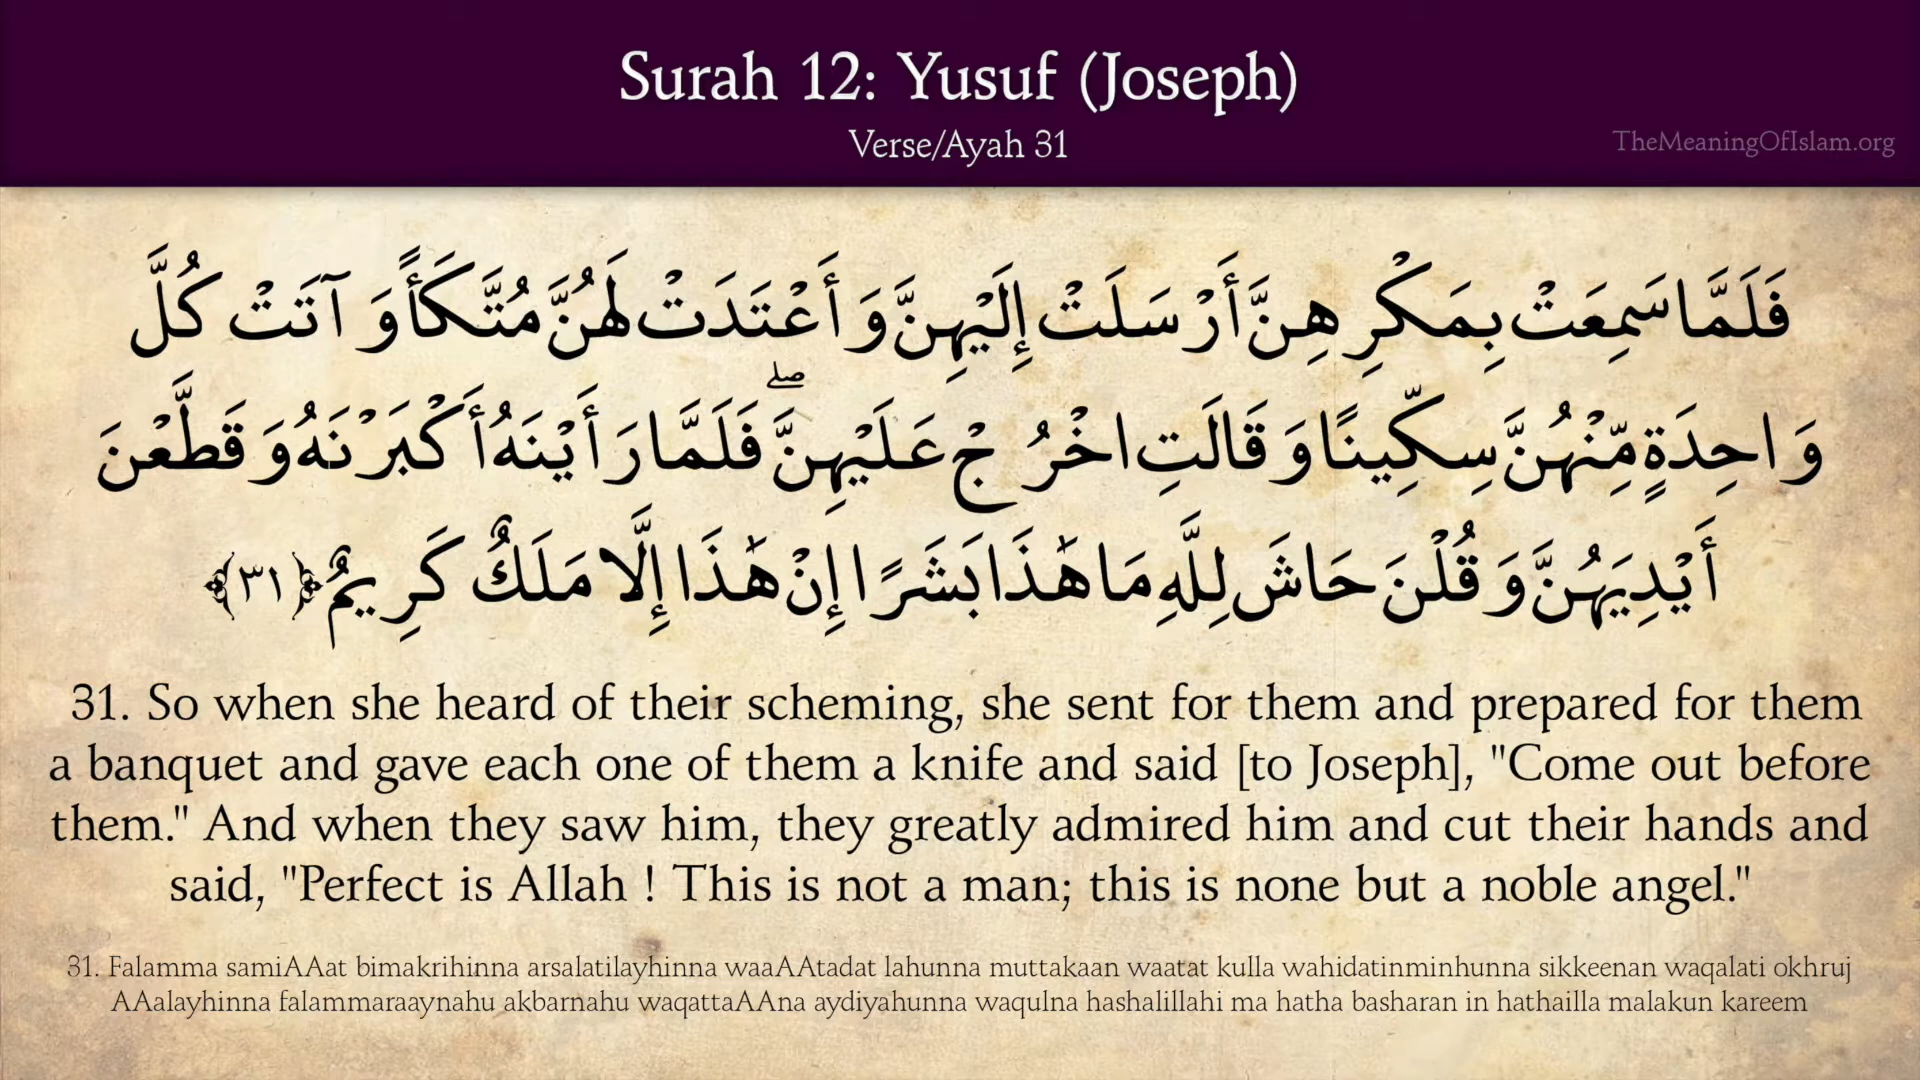 Surah 12: Yusuf (Joseph)
Verse/Ayah 31
TheMeaningOfIslam.org
فَلَمَّا سَمِعَتْ بِمَكْرِهِنَّ أَرْسَلَتْ إِلَيْهِنَّ وَأَعْتَدَتْ لَهُنَّ مُتَّكَأً وَآتَتْ كُلَّ
وَاحِدَةٍ مِّنْهُنَّ سِكِّينًا وَقَالَتِ اخْرُجْ عَلَيْهِنَّ ۖ فَلَمَّا رَأَيْنَهُ أَكْبَرْنَهُ وَقَطَّعْنَ
أَيْدِيَهُنَّ وَقُلْنَ حَاشَ لِلَّهِ مَا هَٰذَا بَشَرًا إِنْ هَٰذَا إِلَّا مَلَكٌ كَرِيمٌ ﴿٣١﴾
31. So when she heard of their scheming, she sent for them and prepared for them
a banquet and gave each one of them a knife and said [to Joseph], "Come out before
them." And when they saw him, they greatly admired him and cut their hands and
said, "Perfect is Allah ! This is not a man; this is none but a noble angel."
31. Falamma samiAAat bimakrihinna arsalatilayhinna waaAAtadat lahunna muttakaan waatat kulla wahidatinminhunna sikkeenan waqalati okhruj
AAalayhinna falammaraaynahu akbarnahu waqattaAAna aydiyahunna waqulna hashalillahi ma hatha basharan in hathailla malakun kareem